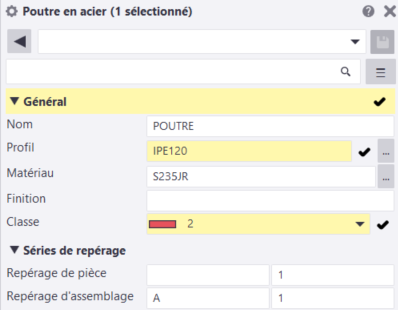 Poutre en acier (1 sélectionné)
Général
Nom POUTRE
Profil IPE120 ...
Matériau S235JR ...
Finition
Classe 2
Séries de repérage
Repérage de pièce 1
Repérage d'assemblage A 1